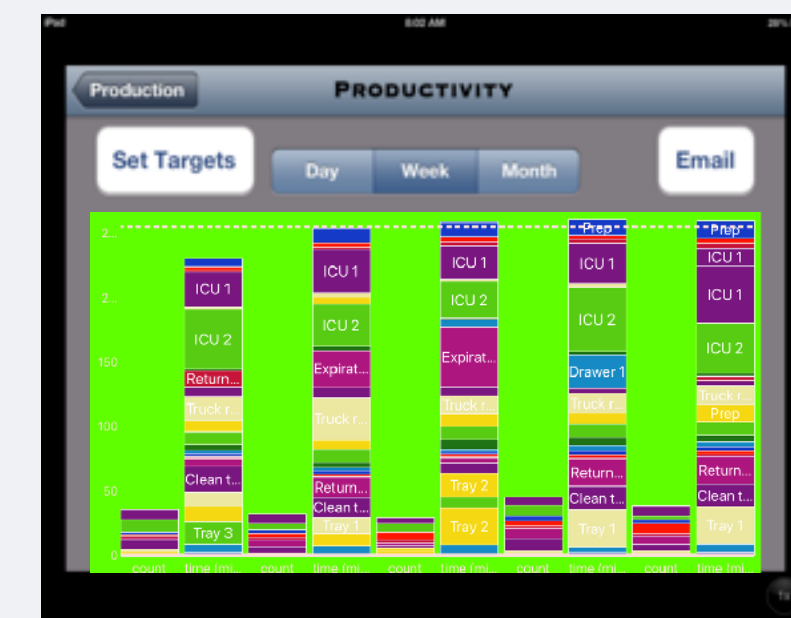 iPad 8:02 AM
Production PRODUCTIVITY
Set Targets Day Week Month Email
2... Prep Prep
ICU 1 ICU 1 ICU 1 ICU 1 ICU 1
2... ICU 1
ICU 2 ICU 2 ICU 2 ICU 2 ICU 2
150 Return... Expirat... Expirat... Drawer 1
100 Truck r... Truck r... Truck r... Truck r... Truck r...
Prep
50 Clean t... Return... Tray 2 Return... Return...
Clean t... Clean t... Clean t...
Tray 3 Tray 1 Tray 2 Tray 1 Tray 1
0
count time (mi... count time (mi... count time (mi... count time (mi... count time (mi...